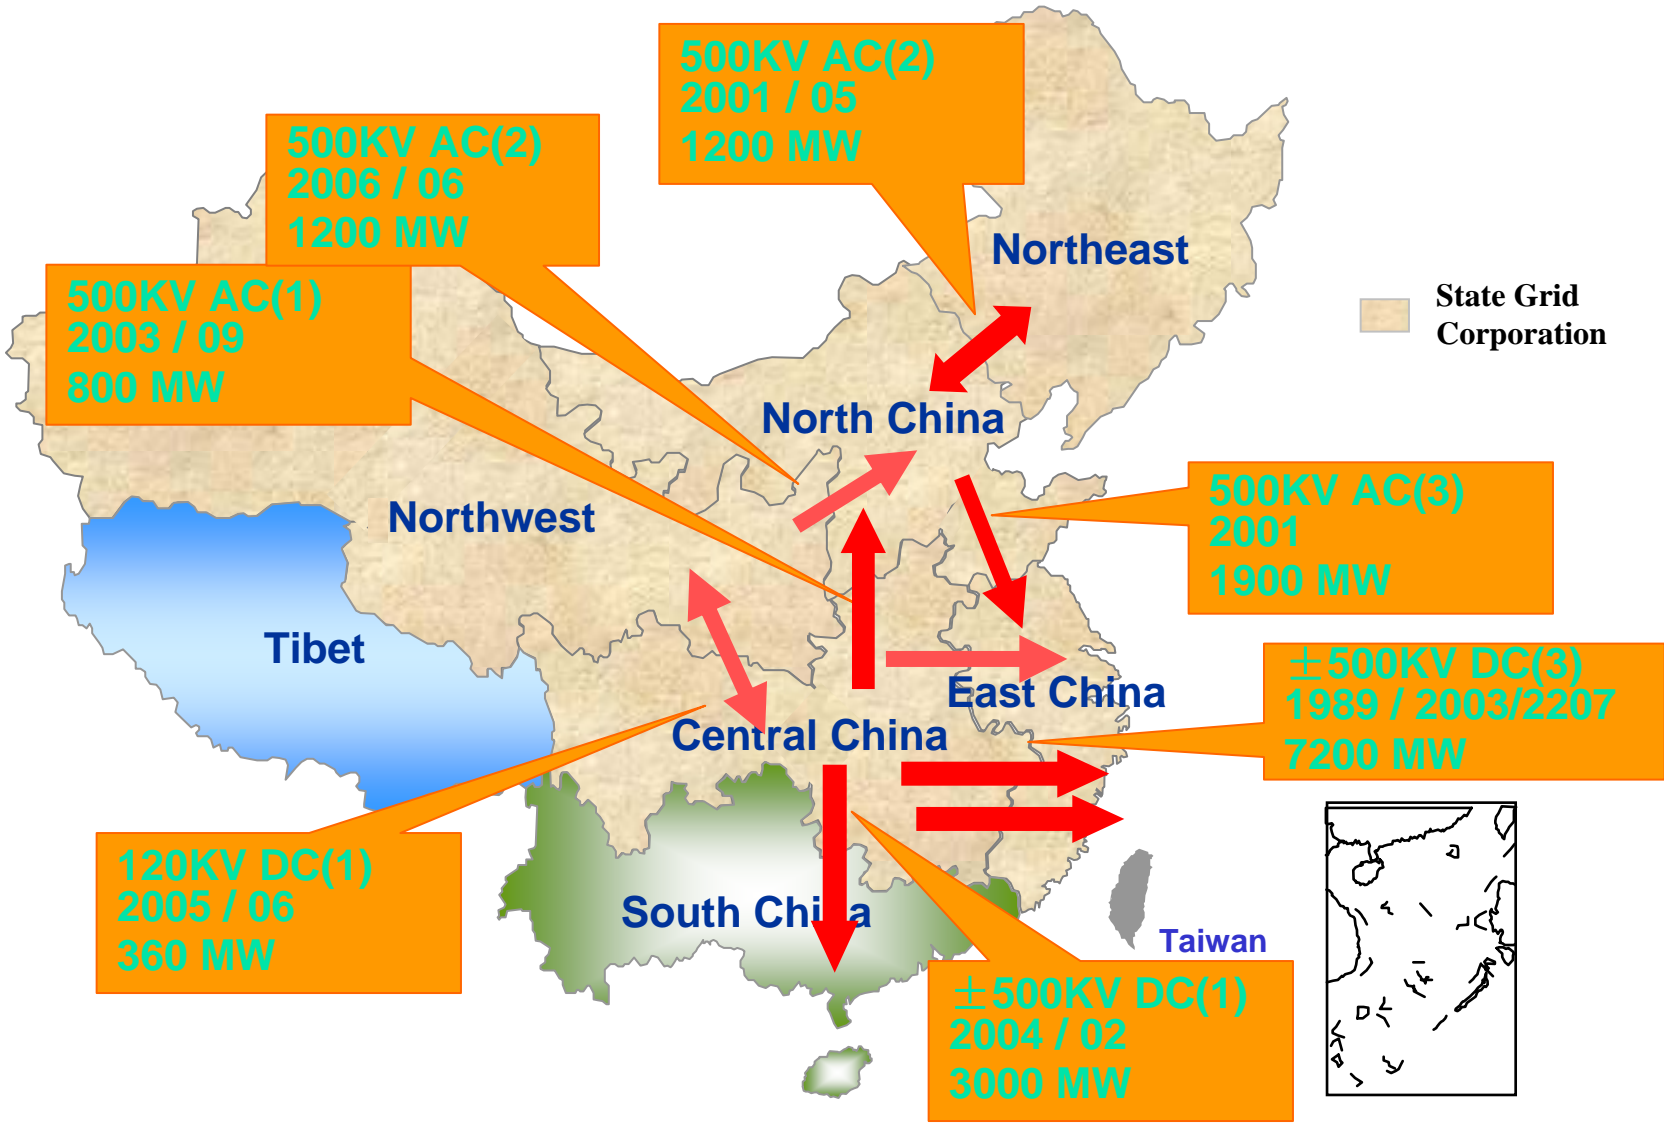 500KV AC(2)
2001 / 05
1200 MW
500KV AC(2)
2006 / 06
1200 MW
Northeast
500KV AC(1)
2003 / 09
800 MW
State Grid
Corporation
North China
500KV AC(3)
2001
1900 MW
Northwest
Tibet
±500KV DC(3)
1989 / 2003/2207
7200 MW
East China
Central China
120KV DC(1)
2005 / 06
360 MW
South China
Taiwan
±500KV DC(1)
2004 / 02
3000 MW